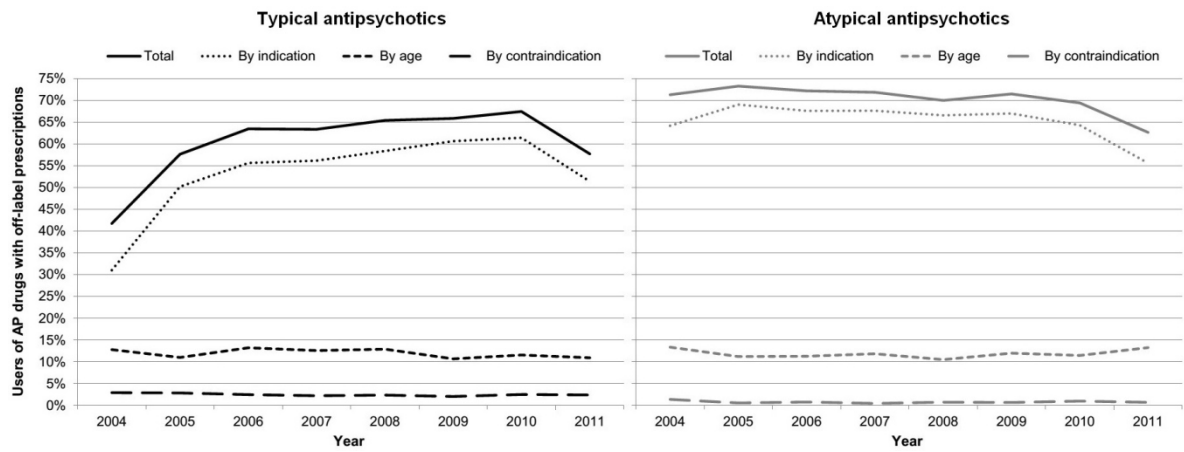 Typical antipsychotics
Total By indication By age By contraindication
Users of AP drugs with off-label prescriptions
75%
70%
65%
60%
55%
50%
45%
40%
35%
30%
25%
20%
15%
10%
5%
0%
2004 2005 2006 2007 2008 2009 2010 2011
Year
Atypical antipsychotics
Total By indication By age By contraindication
2004 2005 2006 2007 2008 2009 2010 2011
Year